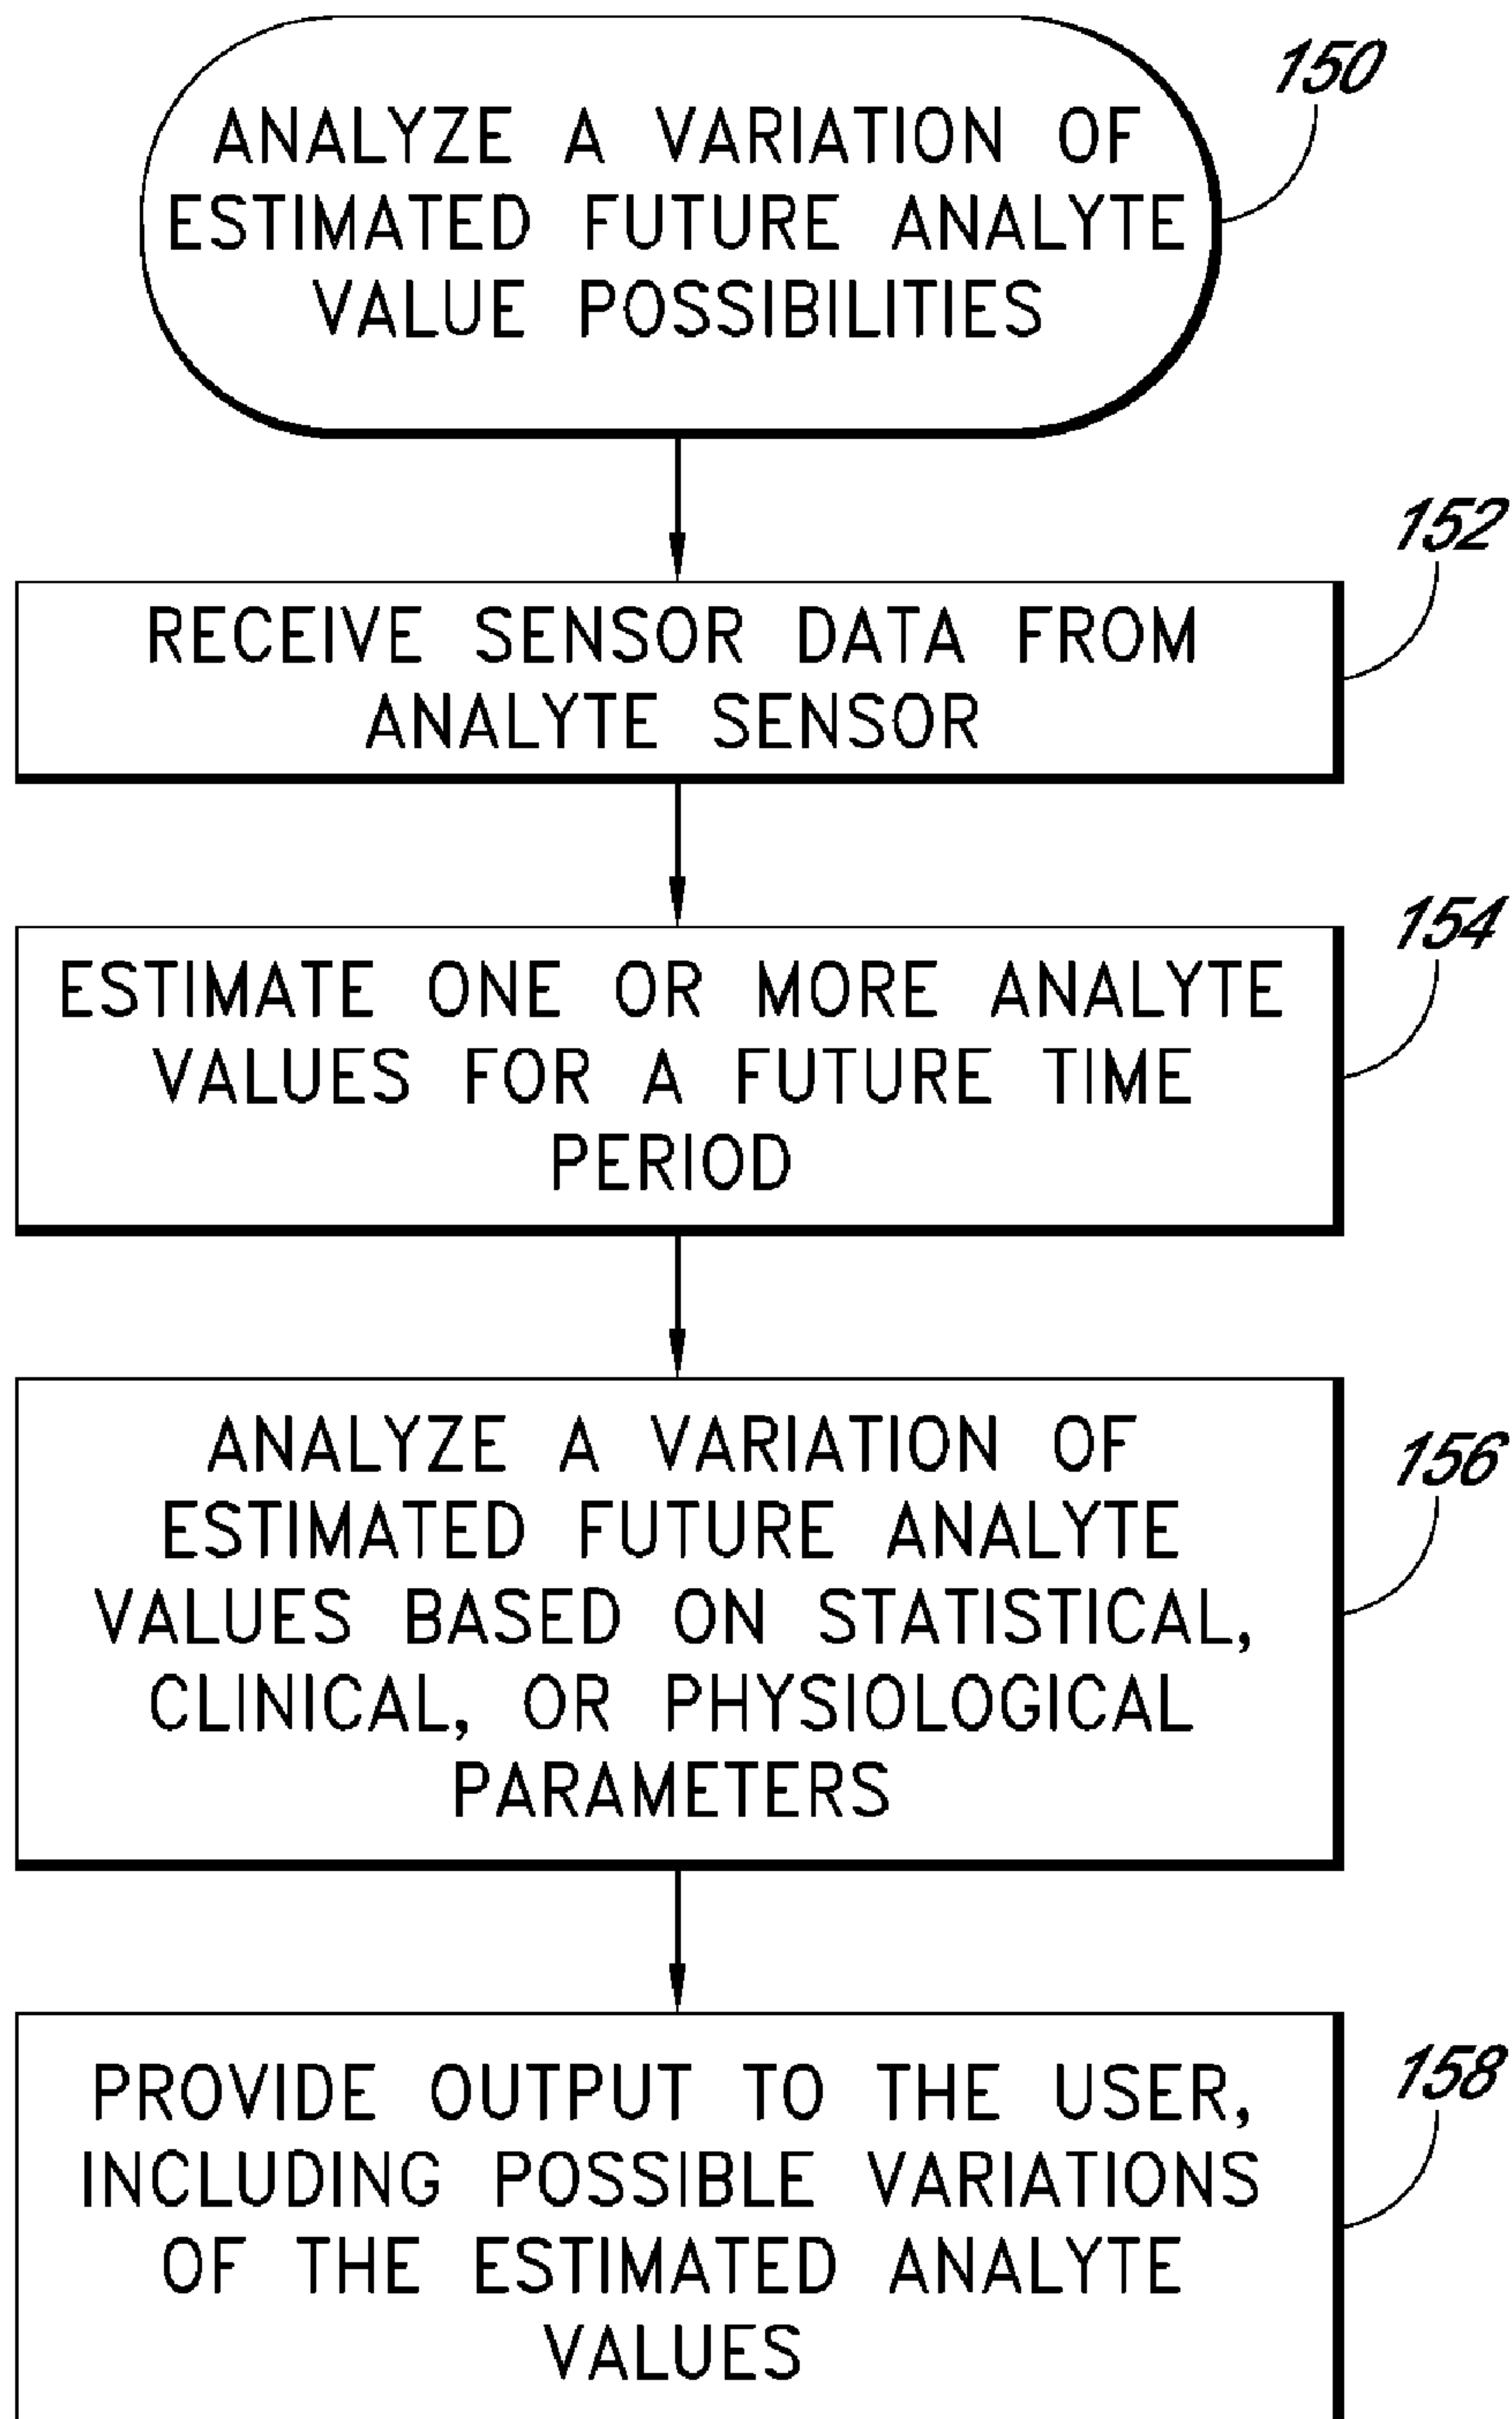 150
ANALYZE A VARIATION OF
ESTIMATED FUTURE ANALYTE
VALUE POSSIBILITIES
152
RECEIVE SENSOR DATA FROM
ANALYTE SENSOR
154
ESTIMATE ONE OR MORE ANALYTE
VALUES FOR A FUTURE TIME
PERIOD
156
ANALYZE A VARIATION OF
ESTIMATED FUTURE ANALYTE
VALUES BASED ON STATISTICAL,
CLINICAL, OR PHYSIOLOGICAL
PARAMETERS
158
PROVIDE OUTPUT TO THE USER,
INCLUDING POSSIBLE VARIATIONS
OF THE ESTIMATED ANALYTE
VALUES